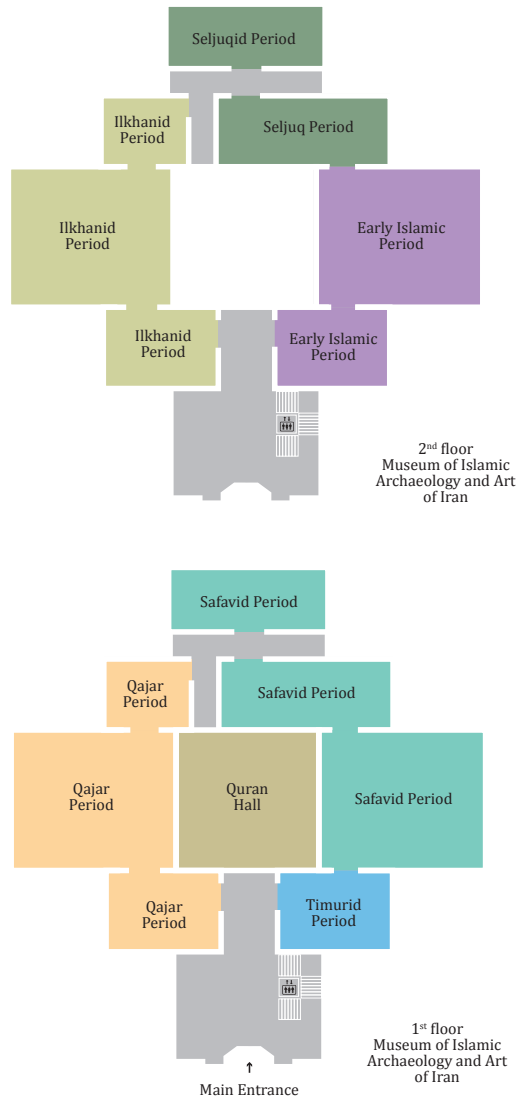 Seljuqid Period
Ilkhanid
Period
Seljuq Period
Ilkhanid
Period
Early Islamic
Period
Ilkhanid
Period
Early Islamic
Period
2nd floor
Museum of Islamic
Archaeology and Art
of Iran
Safavid Period
Qajar
Period
Safavid Period
Qajar
Period
Quran
Hall
Safavid Period
Qajar
Period
Timurid
Period
1st floor
Museum of Islamic
Archaeology and Art
of Iran
Main Entrance